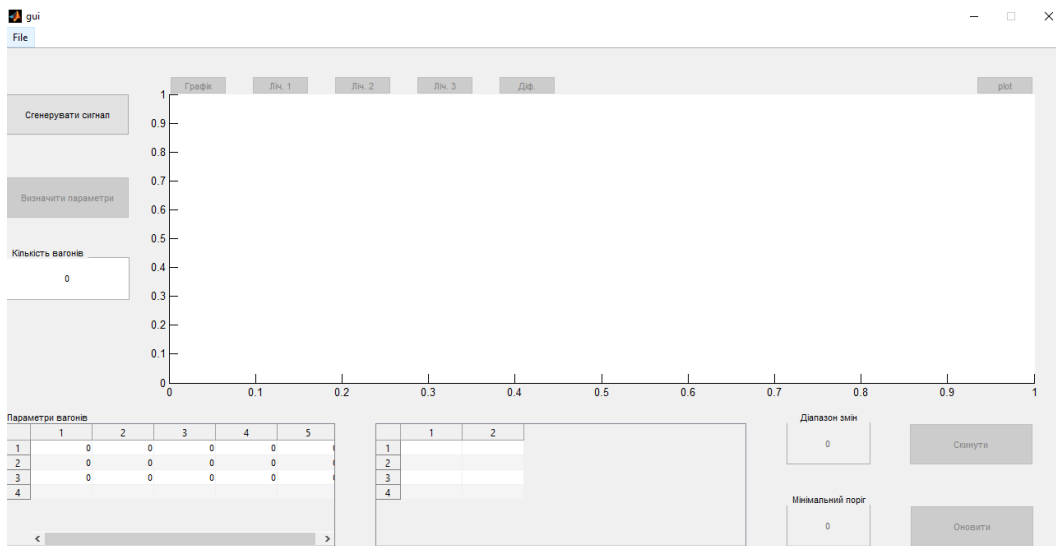 gui
File
Графік Ліч. 1 Ліч. 2 Ліч. 3 Діф. plot
Сгенерувати сигнал
Визначити параметри
Кількість вагонів
0
1
0.9
0.8
0.7
0.6
0.5
0.4
0.3
0.2
0.1
0
0 0.1 0.2 0.3 0.4 0.5 0.6 0.7 0.8 0.9 1
Параметри вагонів
1 2 3 4 5
1 0 0 0 0 0
2 0 0 0 0 0
3 0 0 0 0 0
4
1 2
1
2
3
4
Діапазон змін
0
Скинути
Мінімальний поріг
0
Оновити